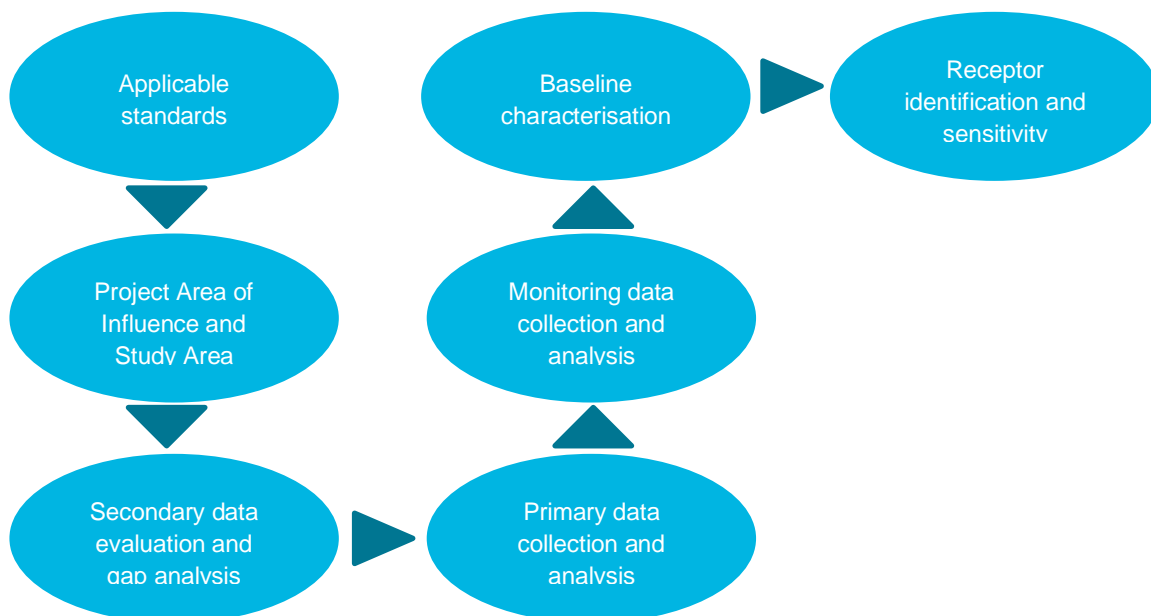 Applicable
standards
Project Area of
Influence and
Study Area
Secondary data
evaluation and
gap analysis
Primary data
collection and
analysis
Monitoring data
collection and
analysis
Baseline
characterisation
Receptor
identification and
sensitivity